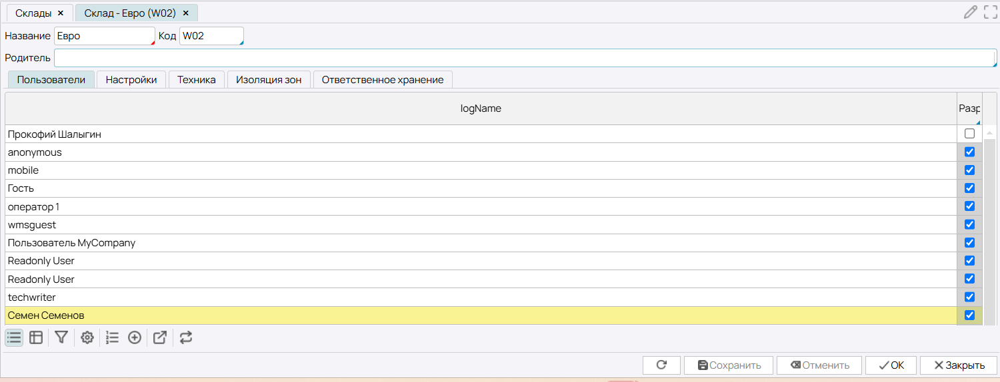 Склады × Склад - Евро (W02) ×
Название Евро Код W02
Родитель
Пользователи Настройки Техника Изоляция зон Ответственное хранение
logName Разр
Прокофий Шалыгин
anonymous
mobile
Гость
оператор 1
wmsguest
Пользователь MyCompany
Readonly User
Readonly User
techwriter
Семен Семенов
Сохранить Отменить OK Закрыть